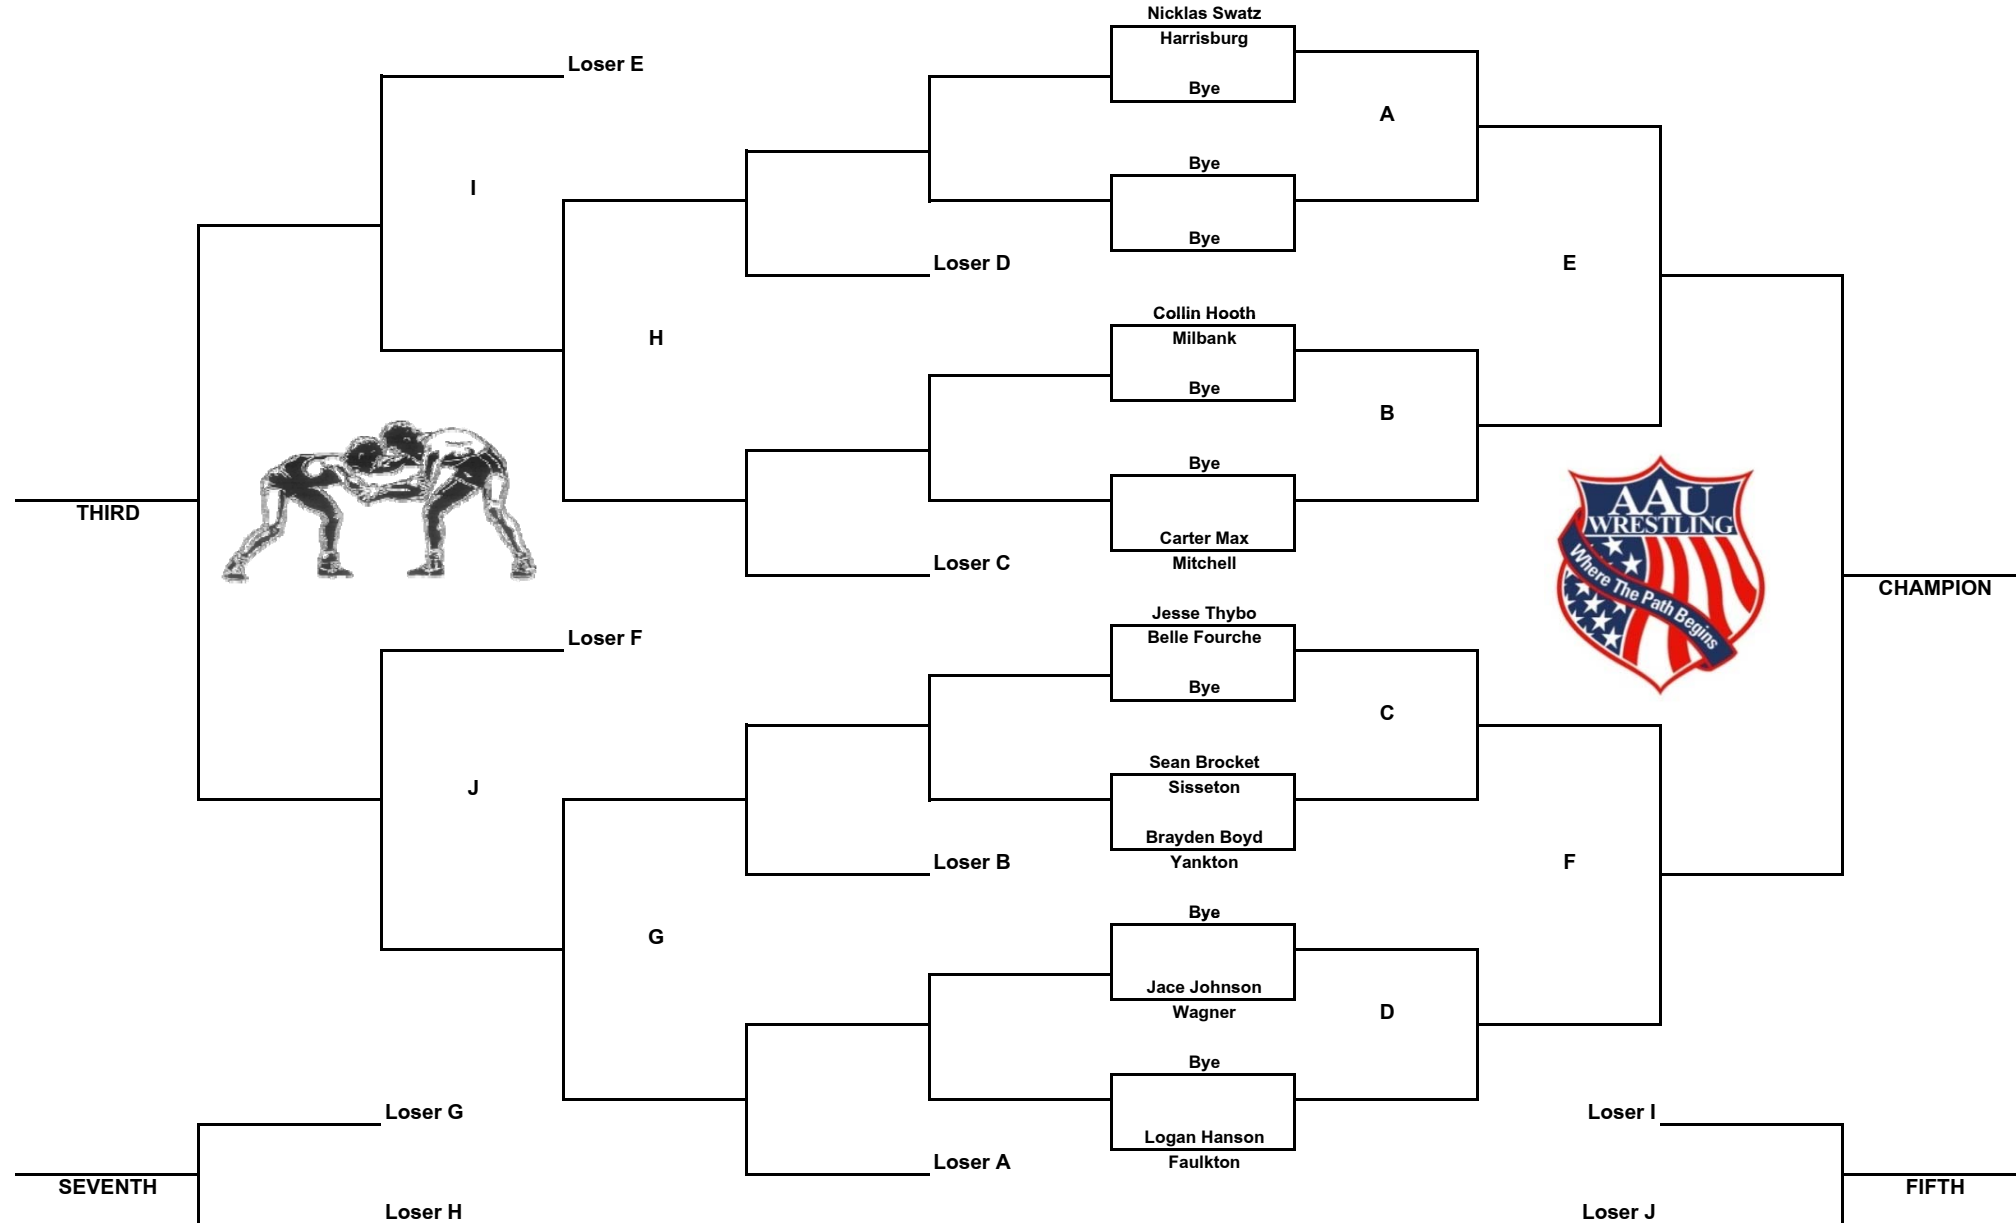 Nicklas Swatz
Harrisburg
Loser E
Bye
A
Bye
I
Bye
Loser D
E
Collin Hooth
Milbank
H
Bye
B
Bye
AAU
WRESTLING
THIRD
Carter Max
Loser C
Mitchell
Where The Path Begins
CHAMPION
Jesse Thybo
Loser F
Belle Fourche
Bye
C
Sean Brocket
J
Sisseton
Brayden Boyd
Loser B
Yankton
F
Bye
G
Jace Johnson
Wagner
D
Bye
Loser G
Loser I
Logan Hanson
Loser A
Faulkton
SEVENTH
FIFTH
Loser H
Loser J